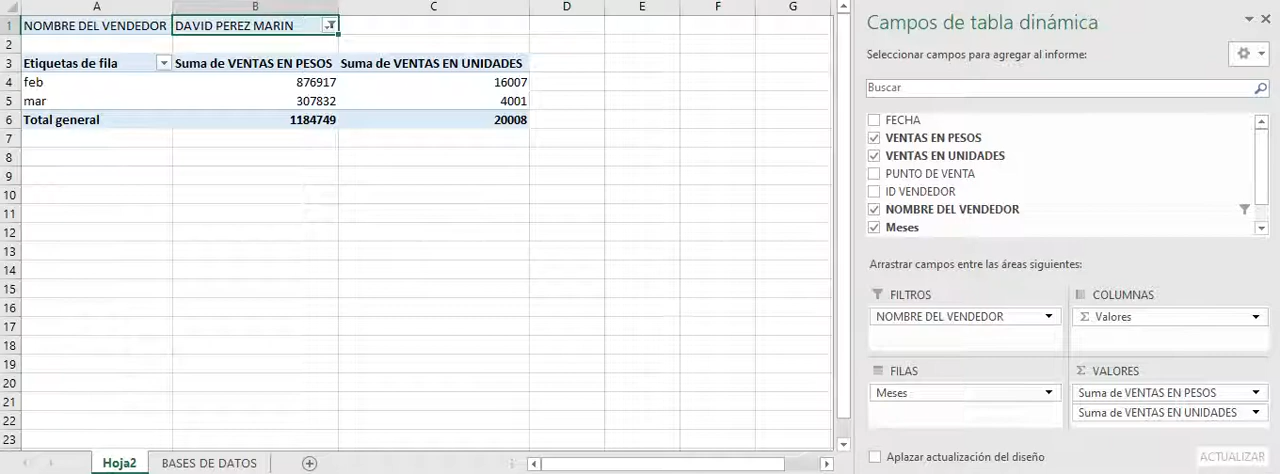 A B C D E F G
1 NOMBRE DEL VENDEDOR DAVID PEREZ MARIN
2
3 Etiquetas de fila Suma de VENTAS EN PESOS Suma de VENTAS EN UNIDADES
4 feb 876917 16007
5 mar 307832 4001
6 Total general 1184749 20008
7
8
9
10
11
12
13
14
15
16
17
18
19
20
21
22
23
Hoja2 BASES DE DATOS
Campos de tabla dinámica
Seleccionar campos para agregar al informe:
Buscar
FECHA
VENTAS EN PESOS
VENTAS EN UNIDADES
PUNTO DE VENTA
ID VENDEDOR
NOMBRE DEL VENDEDOR
Meses
Arrastrar campos entre las áreas siguientes:
FILTROS
NOMBRE DEL VENDEDOR
COLUMNAS
Σ Valores
FILAS
Meses
Σ VALORES
Suma de VENTAS EN PESOS
Suma de VENTAS EN UNIDADES
Aplazar actualización del diseño
ACTUALIZAR